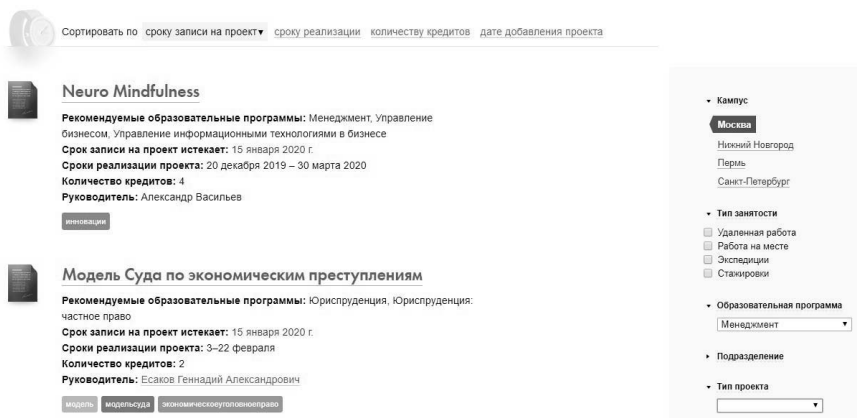 Сортировать по сроку записи на проект▾ сроку реализации количеству кредитов дате добавления проекта
Neuro Mindfulness
Рекомендуемые образовательные программы: Менеджмент, Управление
бизнесом, Управление информационными технологиями в бизнесе
Срок записи на проект истекает: 15 января 2020 г.
Сроки реализации проекта: 20 декабря 2019 – 30 марта 2020
Количество кредитов: 4
Руководитель: Александр Васильев
инновации
Модель Суда по экономическим преступлениям
Рекомендуемые образовательные программы: Юриспруденция, Юриспруденция:
частное право
Срок записи на проект истекает: 15 января 2020 г.
Сроки реализации проекта: 3–22 февраля
Количество кредитов: 2
Руководитель: Есаков Геннадий Александрович
модель модельсуда экономическоеуголовноеправо
Кампус
Москва
Нижний Новгород
Пермь
Санкт-Петербург
Тип занятости
Удаленная работа
Работа на месте
Экспедиции
Стажировки
Образовательная программа
Менеджмент
Подразделение
Тип проекта